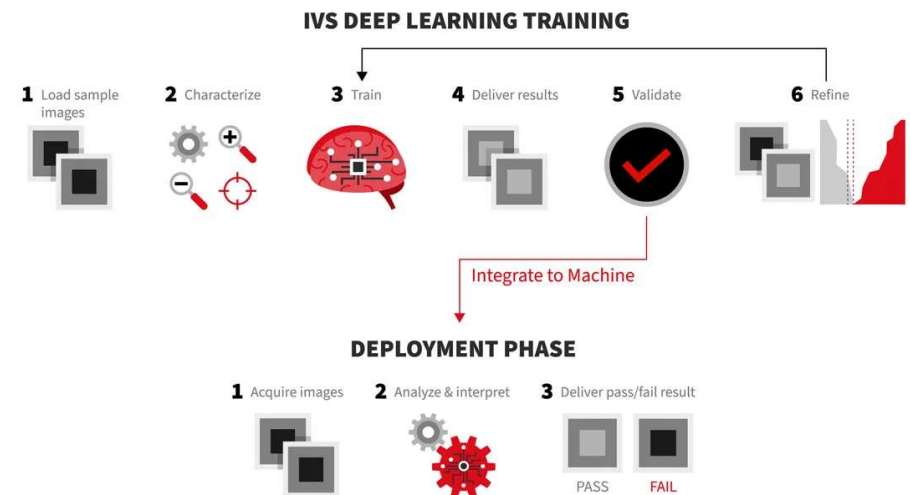 IVS DEEP LEARNING TRAINING
1 Load sample
images
2 Characterize
3 Train
4 Deliver results
5 Validate
6 Refine
Integrate to Machine
DEPLOYMENT PHASE
1 Acquire images
2 Analyze & interpret
3 Deliver pass/fail result
PASS
FAIL